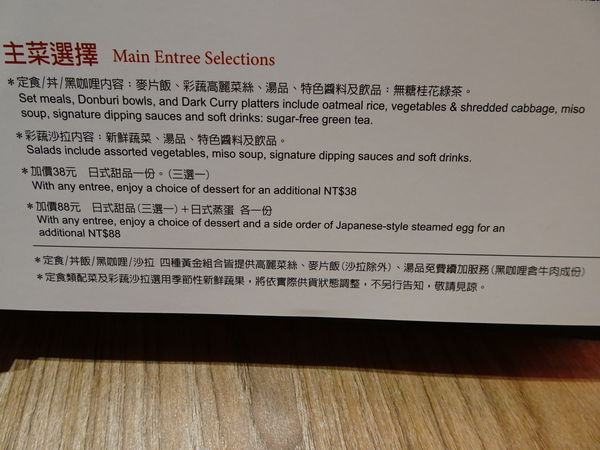 主菜選擇 Main Entree Selections
＊定食/丼/黑咖哩內容：麥片飯、彩蔬高麗菜絲、湯品、特色醬料及飲品：無糖桂花綠茶。
Set meals, Donburi bowls, and Dark Curry platters include oatmeal rice, vegetables & shredded cabbage, miso
soup, signature dipping sauces and soft drinks: sugar-free green tea.
＊彩蔬沙拉內容：新鮮蔬菜、湯品、特色醬料及飲品。
Salads include assorted vegetables, miso soup, signature dipping sauces and soft drinks.
＊加價38元 日式甜品一份。(三選一)
With any entree, enjoy a choice of dessert for an additional NT$38
＊加價88元 日式甜品(三選一)＋日式蒸蛋 各一份
With any entree, enjoy a choice of dessert and a side order of Japanese-style steamed egg for an
additional NT$88
＊定食/丼飯/黑咖哩/沙拉 四種黃金組合皆提供高麗菜絲、麥片飯(沙拉除外)、湯品免費續加服務(黑咖哩含牛肉成份)
＊定食類配菜及彩蔬沙拉選用季節性新鮮蔬果，將依實際供貨狀態調整，不另行告知，敬請見諒。